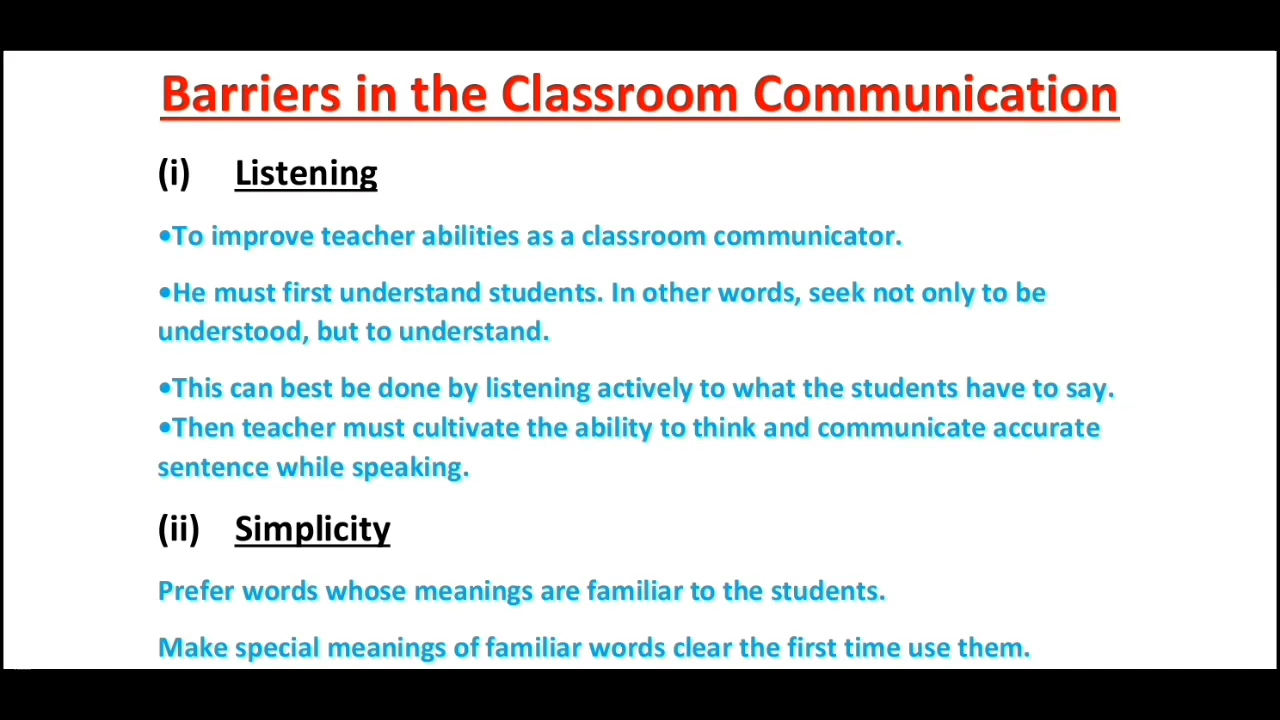 Barriers in the Classroom Communication
(i) Listening
•To improve teacher abilities as a classroom communicator.
•He must first understand students. In other words, seek not only to be
understood, but to understand.
•This can best be done by listening actively to what the students have to say.
•Then teacher must cultivate the ability to think and communicate accurate
sentence while speaking.
(ii) Simplicity
Prefer words whose meanings are familiar to the students.
Make special meanings of familiar words clear the first time use them.